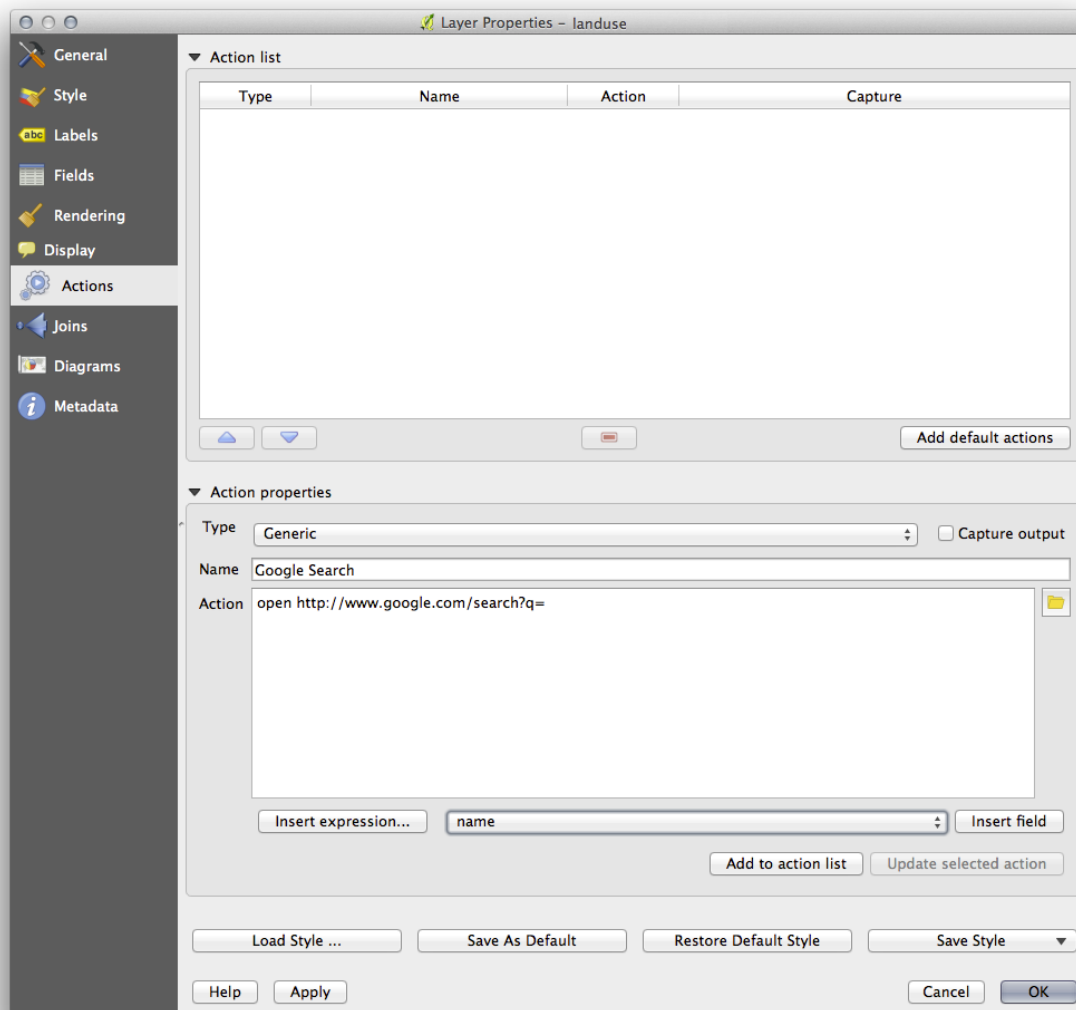 Layer Properties – landuse
General
Style
abc Labels
Fields
Rendering
Display
Actions
Joins
Diagrams
i Metadata
Action list
Type Name Action Capture
Add default actions
Action properties
Type Generic Capture output
Name Google Search
Action open http://www.google.com/search?q=
Insert expression... name Insert field
Add to action list Update selected action
Load Style ... Save As Default Restore Default Style Save Style
Help Apply Cancel OK